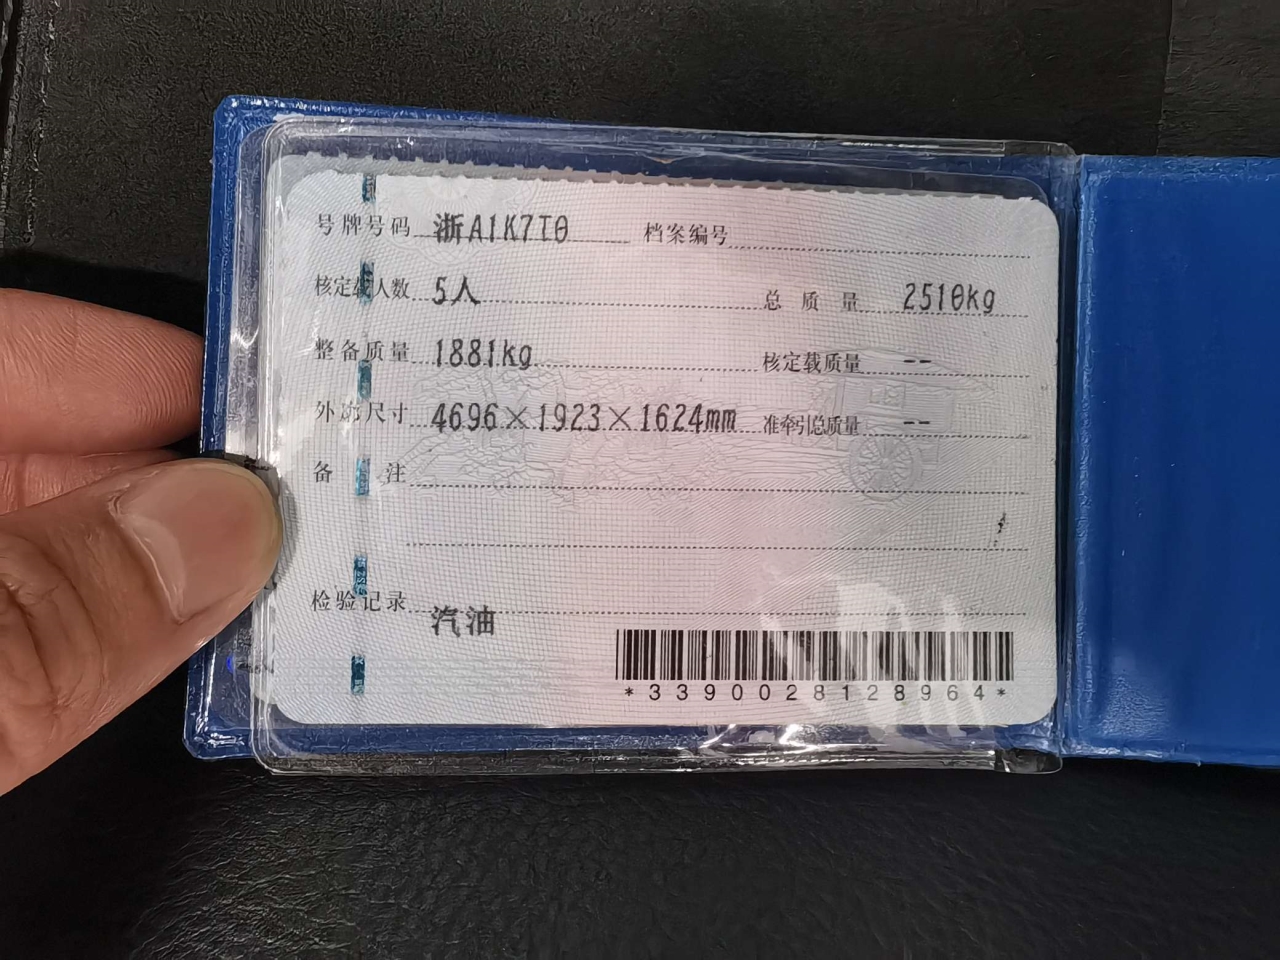 号牌号码 浙A1K7T0 档案编号
核定载人数 5人 总质量 2510kg
整备质量 1881kg 核定载质量 --
外廓尺寸 4696×1923×1624mm 准牵引总质量 --
备注
检验记录 汽油
*3390028128964*